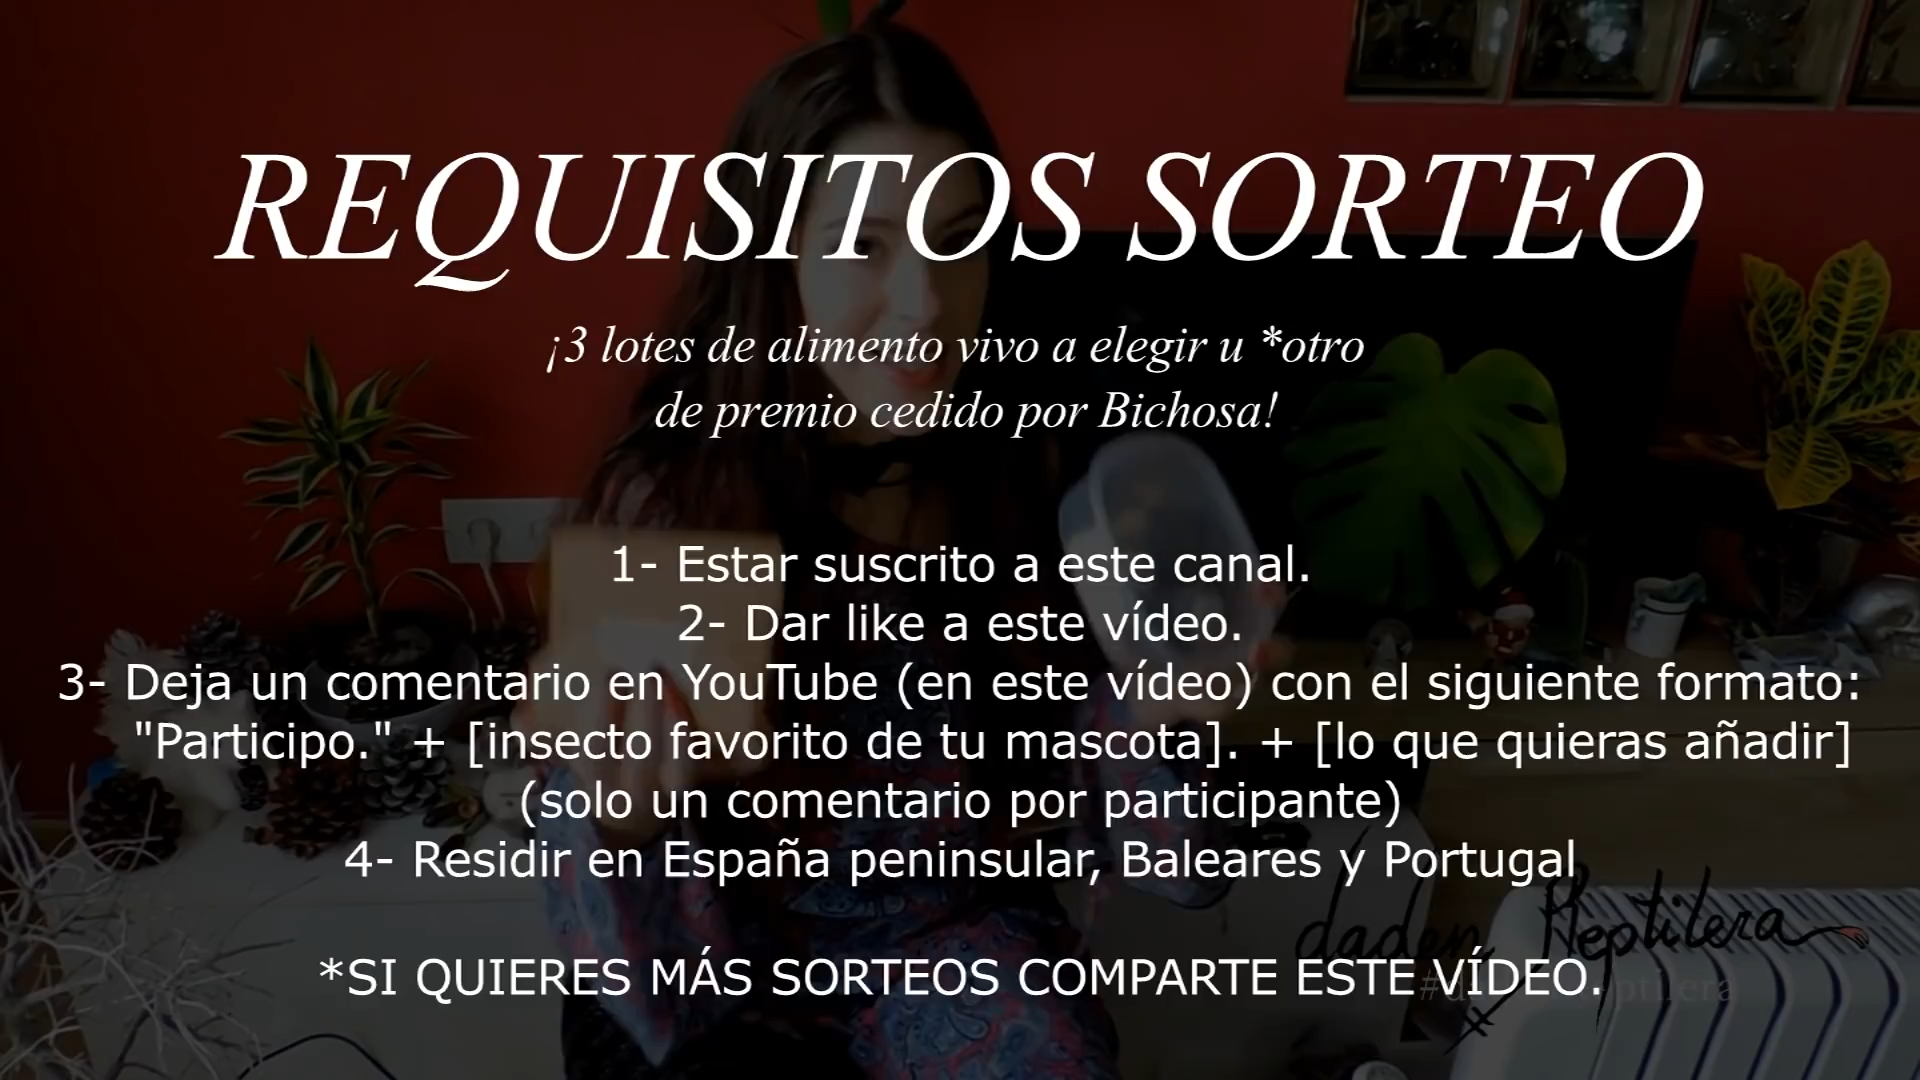 REQUISITOS SORTEO
¡3 lotes de alimento vivo a elegir u *otro
de premio cedido por Bichosa!
1- Estar suscrito a este canal.
2- Dar like a este vídeo.
3- Deja un comentario en YouTube (en este vídeo) con el siguiente formato:
"Participo." + [insecto favorito de tu mascota]. + [lo que quieras añadir]
(solo un comentario por participante)
4- Residir en España peninsular, Baleares y Portugal
daden Reptilera
*SI QUIERES MÁS SORTEOS COMPARTE ESTE VÍDEO.